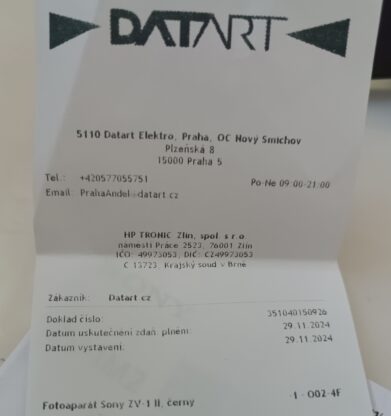 DATART
5110 Datart Elektro, Praha, OC Nový Smíchov
Plzeňská 8
15000 Praha 5
Tel.: +420577055751 Po-Ne 09:00-21:00
Email: PrahaAndel@datart.cz
HP TRONIC Zlín, spol. s r.o.
náměstí Práce 2523, 76001 Zlín
IČO: 49973053, DIČ: CZ49973053
C 13723, Krajský soud v Brně
Zákazník: Datart.cz
Doklad číslo: 351040150926
Datum uskutečnění zdaň. plnění: 29.11.2024
Datum vystavení: 29.11.2024
Fotoaparát Sony ZV-1 II, černý -1 - 002-4F